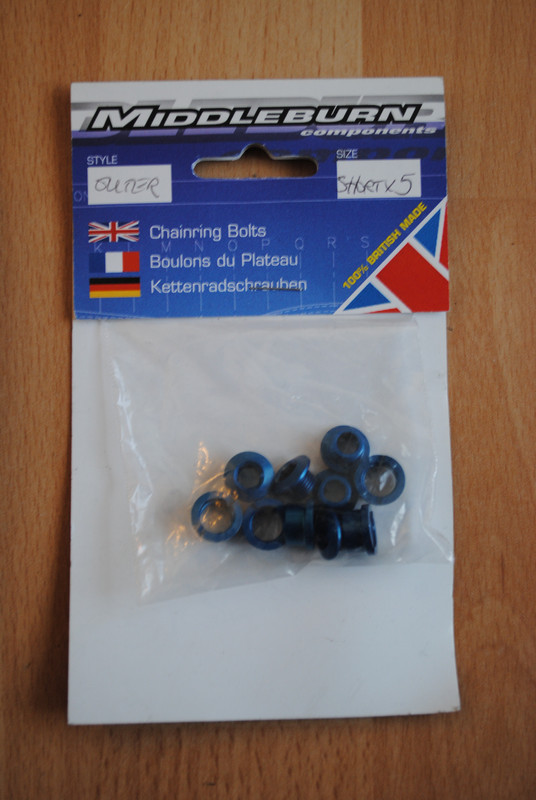 MIDDLEBURN
components
STYLE
SIZE
OUTER
SHORT X 5
Chainring Bolts
K L M N O P Q R S
Boulons du Plateau
Kettenradschrauben
100% BRITISH MADE